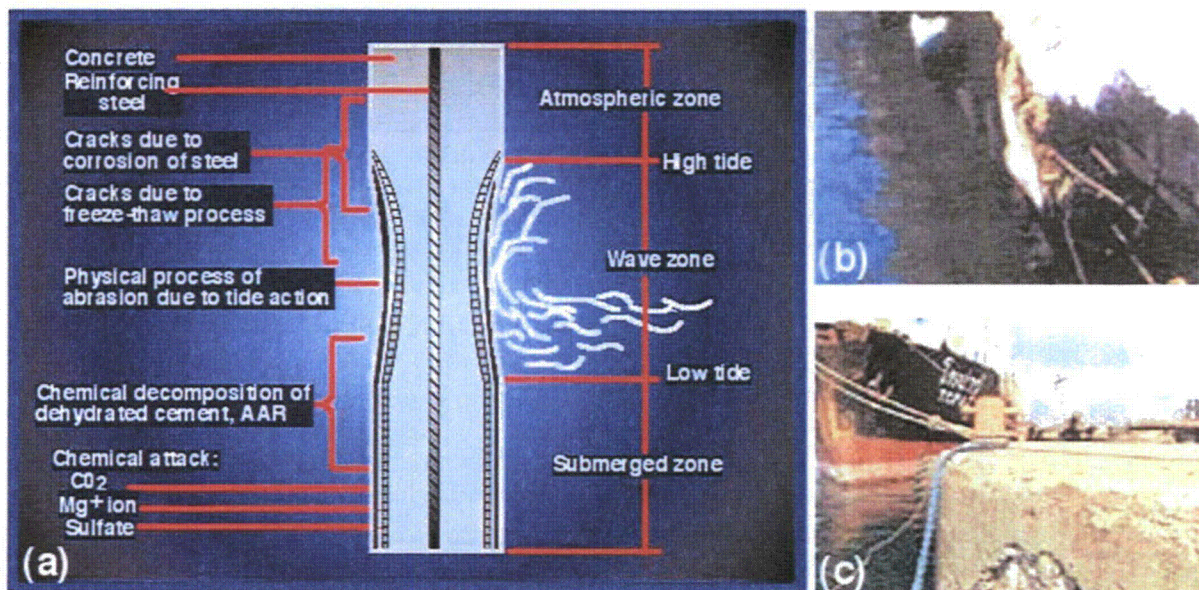 Concrete
Reinforcing
steel
Cracks due to
corrosion of steel
Cracks due to
freeze-thaw process
Physical process of
abrasion due to tide action
Chemical decomposition of
dehydrated cement, AAR
Chemical attack:
CO2
Mg+ion
Sulfate
(a)
Atmospheric zone
High tide
Wave zone
Low tide
Submerged zone
(b)
(c)